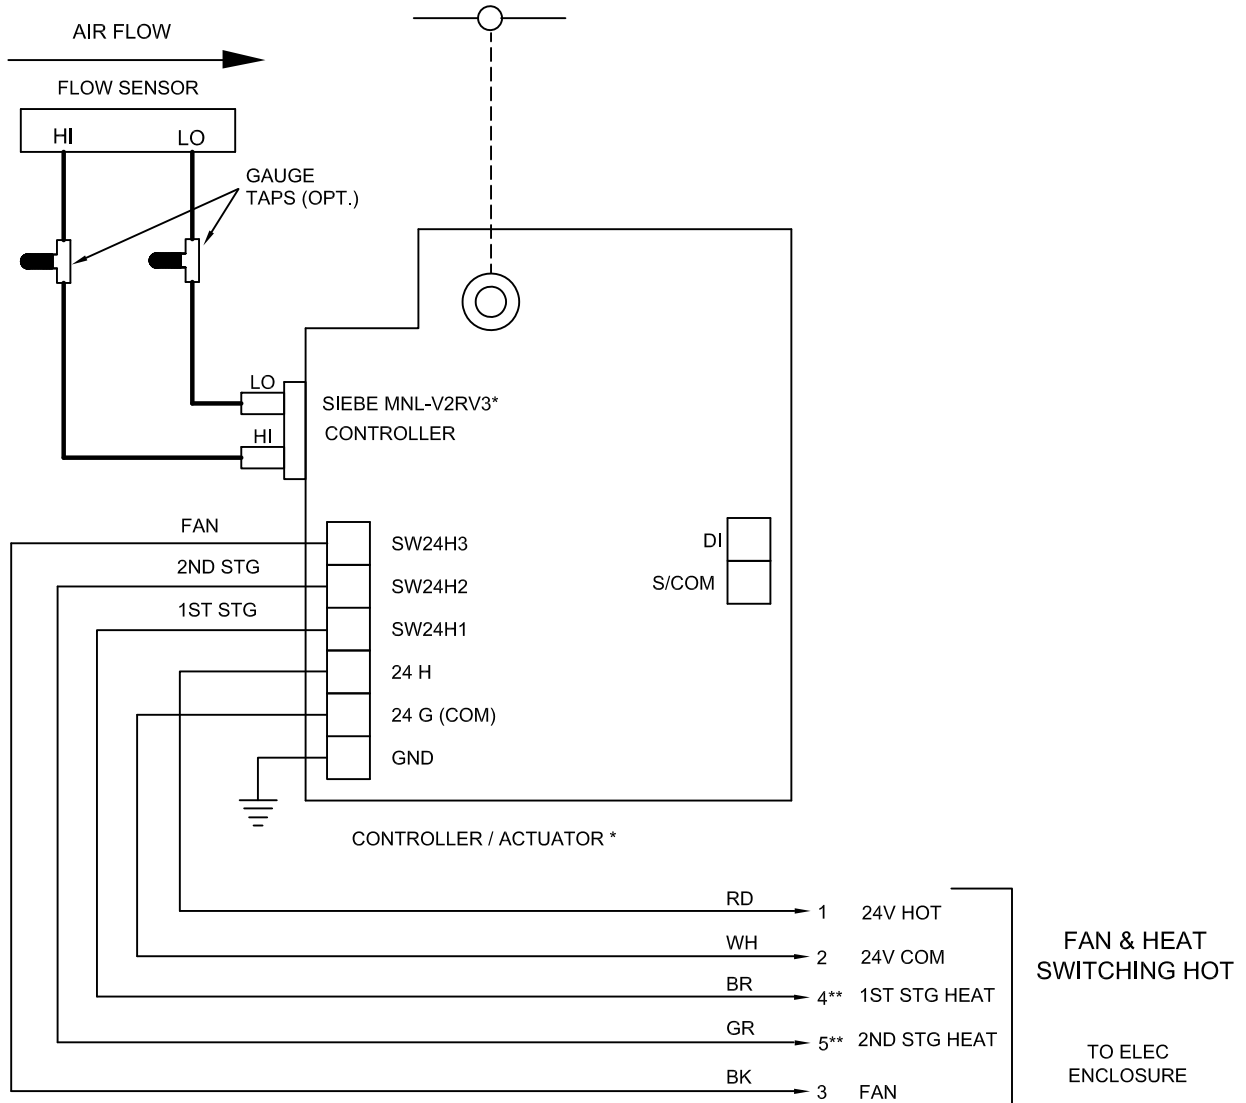 AIR FLOW
FLOW SENSOR
HI
LO
GAUGE
TAPS (OPT.)
LO
HI
SIEBE MNL-V2RV3*
CONTROLLER
FAN
SW24H3
2ND STG
SW24H2
1ST STG
SW24H1
24 H
24 G (COM)
GND
DI
S/COM
CONTROLLER / ACTUATOR *
RD 1 24V HOT
WH 2 24V COM
BR 4** 1ST STG HEAT
GR 5** 2ND STG HEAT
BK 3 FAN
FAN & HEAT
SWITCHING HOT
TO ELEC
ENCLOSURE